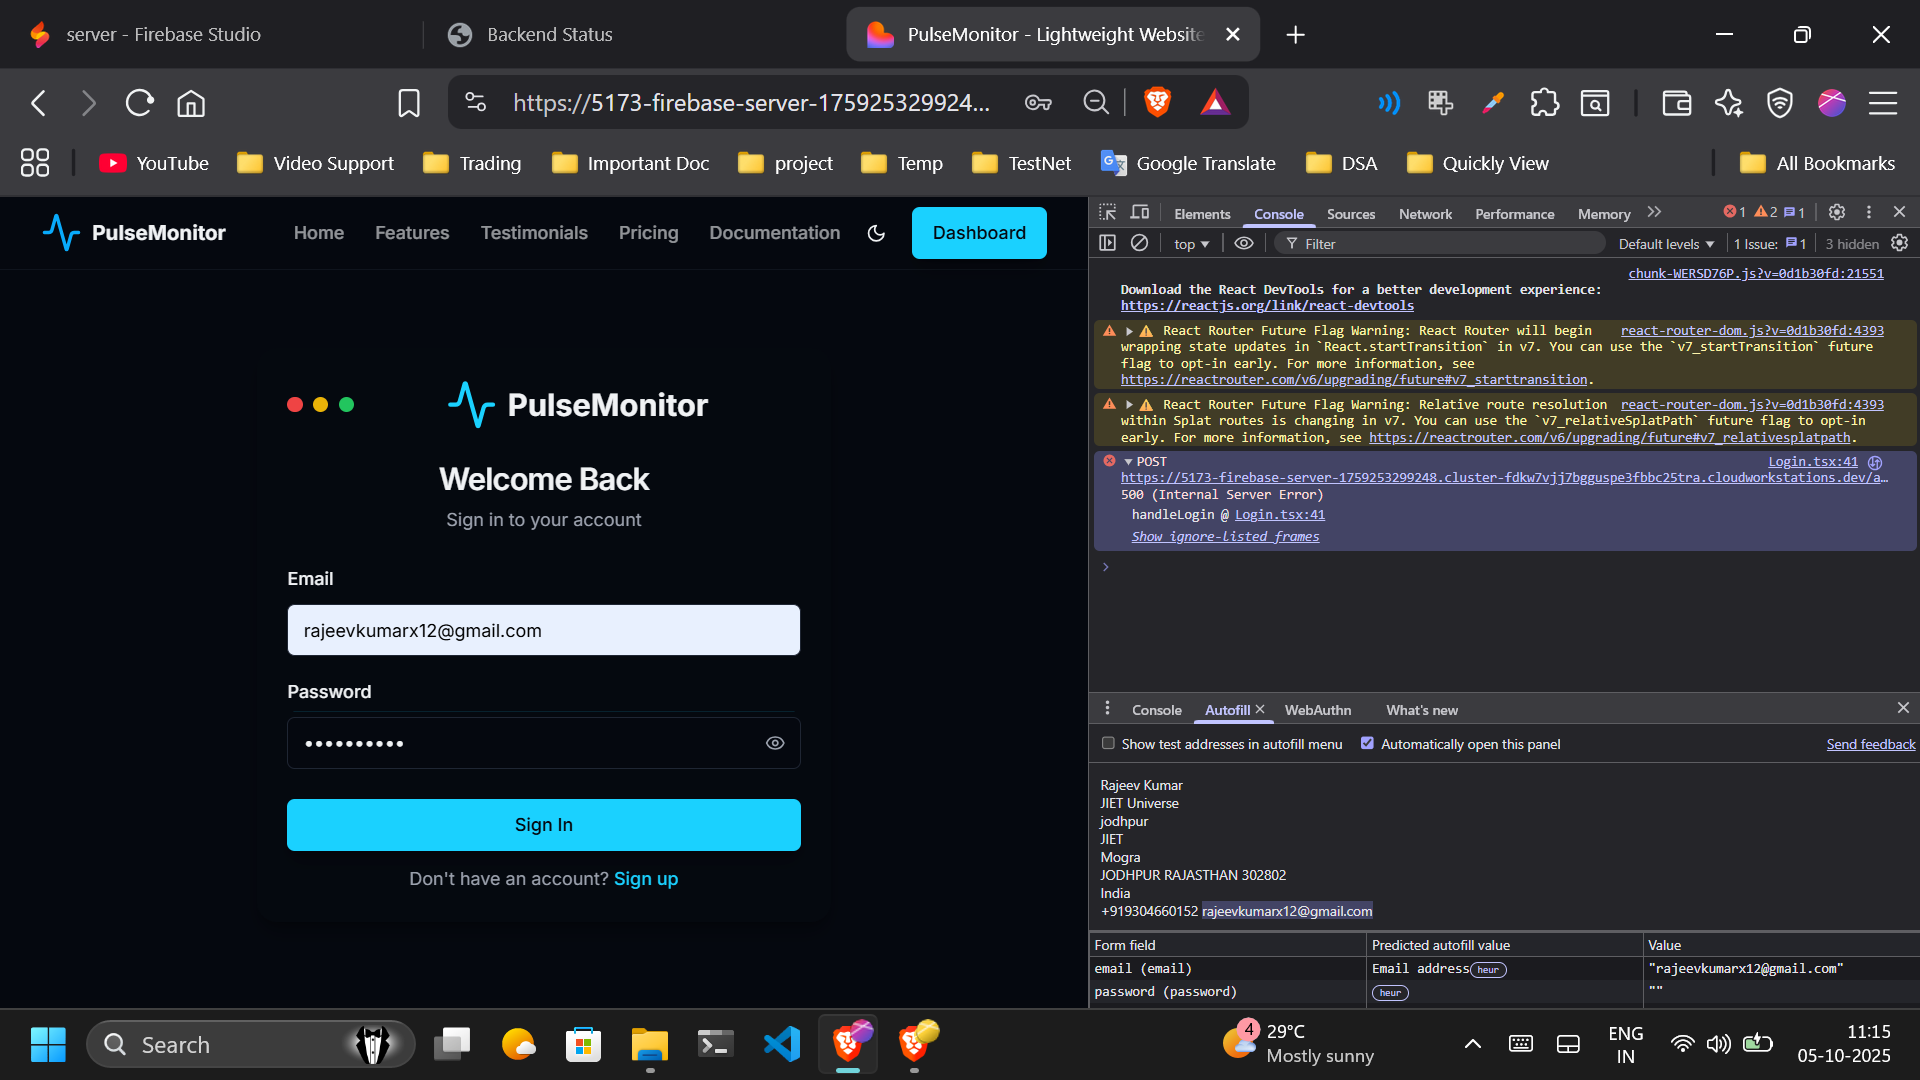 server - Firebase Studio
Backend Status
PulseMonitor - Lightweight Website
https://5173-firebase-server-175925329924...
YouTube
Video Support
Trading
Important Doc
project
Temp
TestNet
Google Translate
DSA
Quickly View
All Bookmarks
PulseMonitor
Home
Features
Testimonials
Pricing
Documentation
Dashboard
PulseMonitor
Welcome Back
Sign in to your account
Email
rajeevkumarx12@gmail.com
Password
••••••••••
Sign In
Don't have an account? Sign up
Elements
Console
Sources
Network
Performance
Memory
1
2
1
top
Filter
Default levels
1 Issue: 1
3 hidden
chunk-WERSD76P.js?v=0d1b30fd:21551
Download the React DevTools for a better development experience:
https://reactjs.org/link/react-devtools
React Router Future Flag Warning: React Router will begin react-router-dom.js?v=0d1b30fd:4393
wrapping state updates in `React.startTransition` in v7. You can use the `v7_startTransition` future
flag to opt-in early. For more information, see
https://reactrouter.com/v6/upgrading/future#v7_starttransition.
React Router Future Flag Warning: Relative route resolution react-router-dom.js?v=0d1b30fd:4393
within Splat routes is changing in v7. You can use the `v7_relativeSplatPath` future flag to opt-in
early. For more information, see https://reactrouter.com/v6/upgrading/future#v7_relativesplatpath.
POST Login.tsx:41
https://5173-firebase-server-1759253299248.cluster-fdkw7vjj7bgguspe3fbbc25tra.cloudworkstations.dev/a…
500 (Internal Server Error)
handleLogin @ Login.tsx:41
Show ignore-listed frames
Console
Autofill
WebAuthn
What's new
Show test addresses in autofill menu
Automatically open this panel
Send feedback
Rajeev Kumar
JIET Universe
jodhpur
JIET
Mogra
JODHPUR RAJASTHAN 302802
India
+919304660152 rajeevkumarx12@gmail.com
Form field Predicted autofill value Value
email (email) Email address heur "rajeevkumarx12@gmail.com"
password (password) heur ""
Search
4
29°C
Mostly sunny
ENG
IN
11:15
05-10-2025